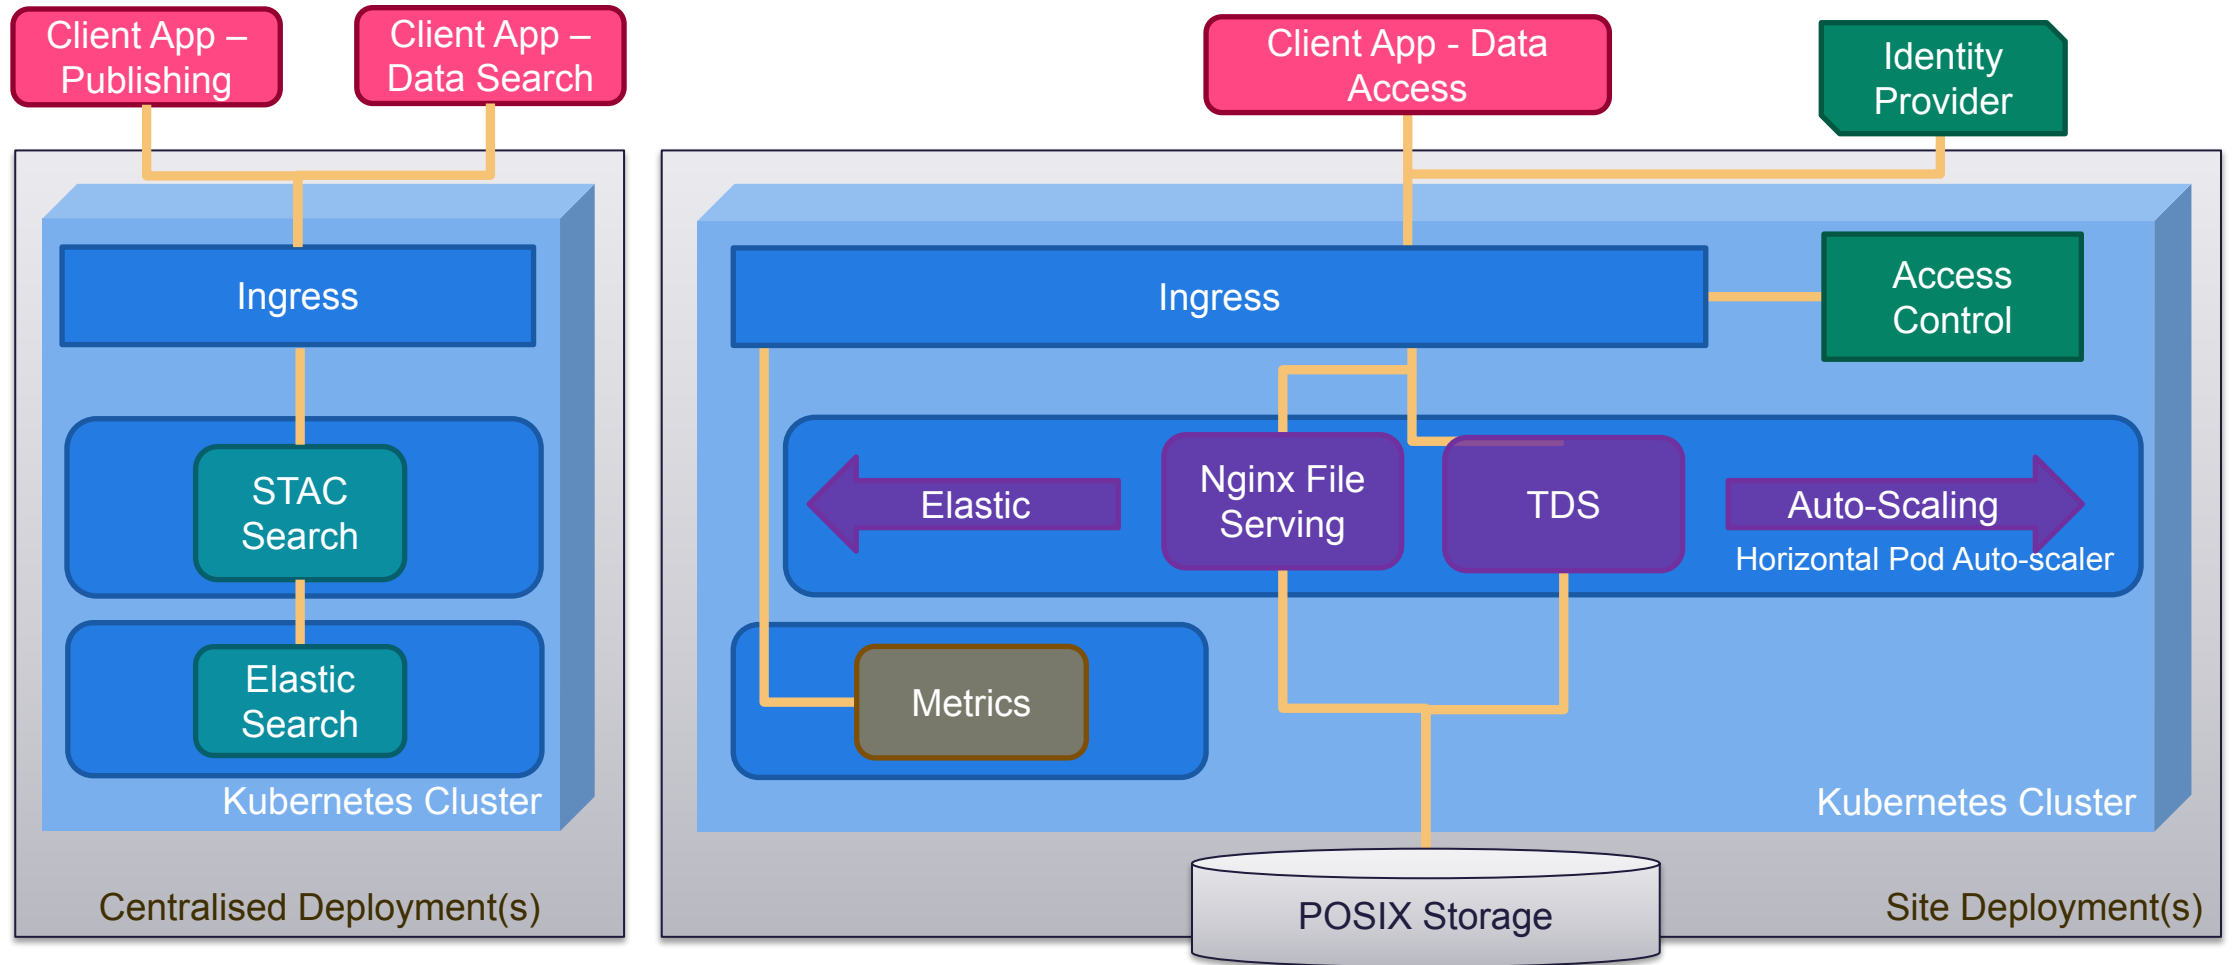 Client App –
Publishing
Client App –
Data Search
Client App - Data
Access
Identity
Provider
Ingress
STAC
Search
Elastic
Search
Kubernetes Cluster
Centralised Deployment(s)
Ingress
Access
Control
Elastic
Nginx File
Serving
TDS
Auto-Scaling
Horizontal Pod Auto-scaler
Metrics
Kubernetes Cluster
POSIX Storage
Site Deployment(s)